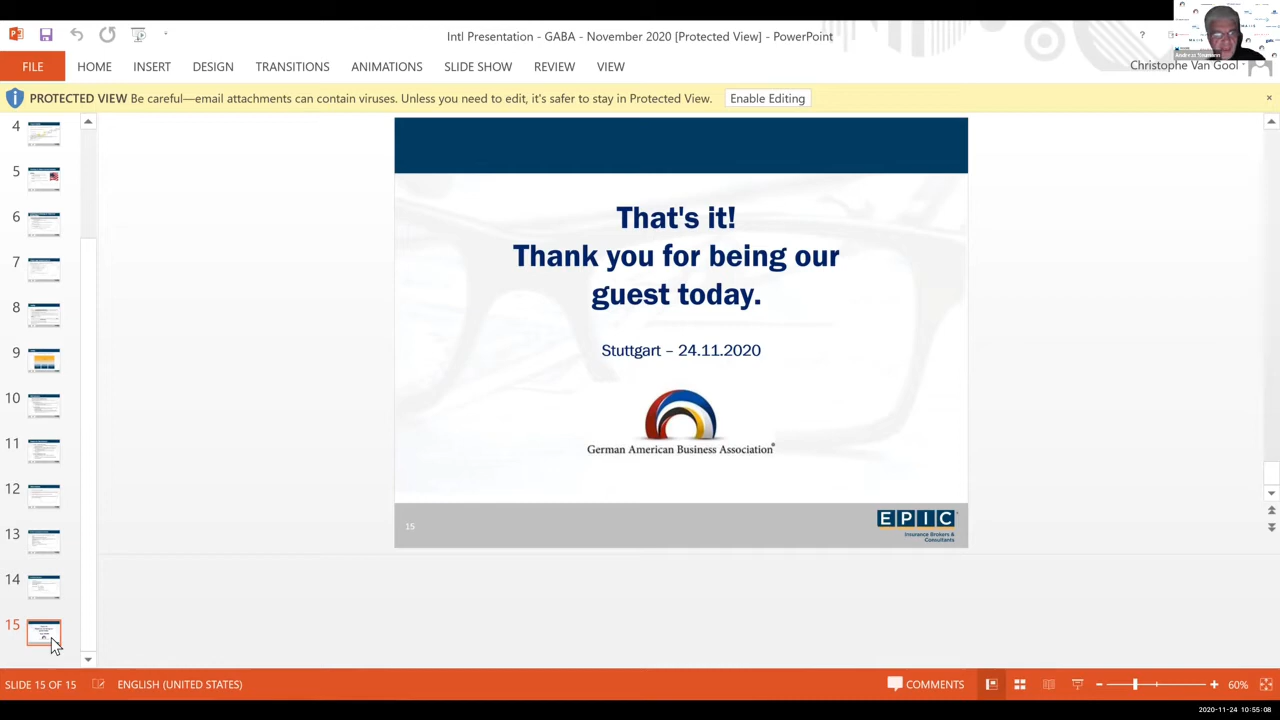 Intl Presentation - GABA - November 2020 [Protected View] - PowerPoint
?
FILE
HOME
INSERT
DESIGN
TRANSITIONS
ANIMATIONS
SLIDE SHOW
REVIEW
VIEW
Christophe Van Gool
PROTECTED VIEW Be careful—email attachments can contain viruses. Unless you need to edit, it's safer to stay in Protected View.
Enable Editing
4
5
6
7
8
9
10
11
12
13
14
15
That's it!
Thank you for being our
guest today.
Stuttgart – 24.11.2020
German American Business Association®
15
EPIC
Insurance Brokers &
Consultants
SLIDE 15 OF 15
ENGLISH (UNITED STATES)
COMMENTS
60%
2020-11-24 10:55:08